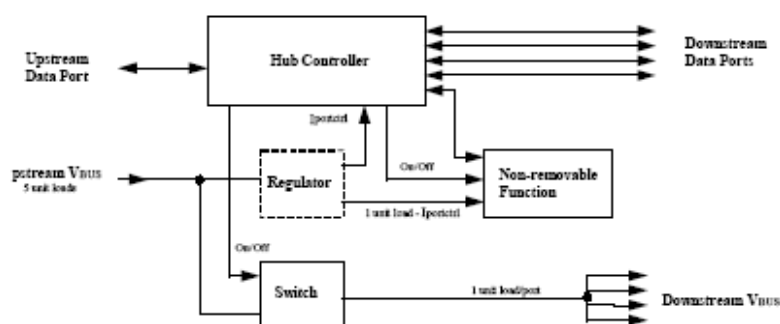 Upstream
Data Port
Hub Controller
Downstream
Data Ports
Iportctrl
pstream VBUS
5 unit loads
Regulator
On/Off
Non-removable
Function
1 unit load - Iportctrl
On/Off
Switch
1 unit load/port
Downstream VBUS